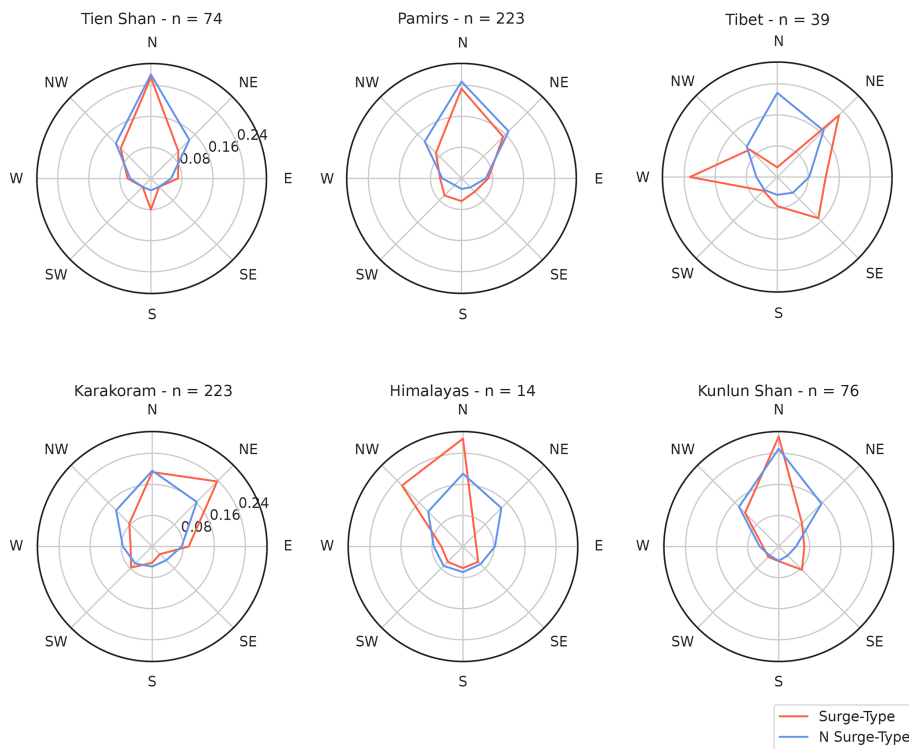 Tien Shan - n = 74
Pamirs - n = 223
Tibet - n = 39
N
N
N
NW
NE
NW
NE
NW
NE
0.24
0.16
0.08
W
E
W
E
W
E
SW
SE
SW
SE
SW
SE
S
S
S
Karakoram - n = 223
Himalayas - n = 14
Kunlun Shan - n = 76
N
N
N
NW
NE
NW
NE
NW
NE
0.24
0.16
0.08
W
E
W
E
W
E
SW
SE
SW
SE
SW
SE
S
S
S
Surge-Type
N Surge-Type